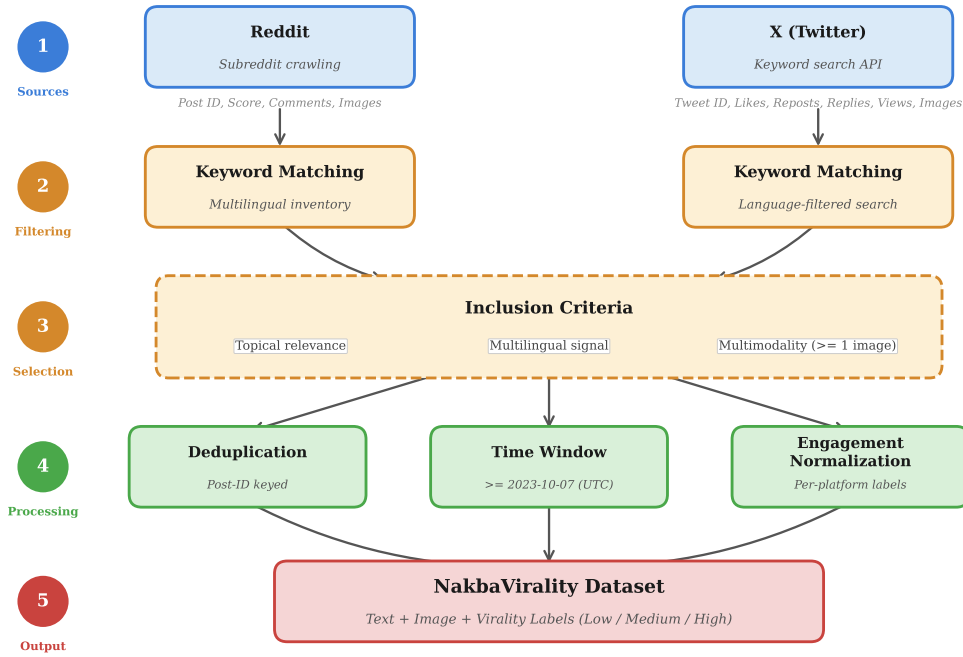 1
Sources
Reddit
Subreddit crawling
Post ID, Score, Comments, Images
X (Twitter)
Keyword search API
Tweet ID, Likes, Reposts, Replies, Views, Images
2
Filtering
Keyword Matching
Multilingual inventory
Keyword Matching
Language-filtered search
3
Selection
Inclusion Criteria
Topical relevance
Multilingual signal
Multimodality (>= 1 image)
4
Processing
Deduplication
Post-ID keyed
Time Window
>= 2023-10-07 (UTC)
Engagement
Normalization
Per-platform labels
5
Output
NakbaVirality Dataset
Text + Image + Virality Labels (Low / Medium / High)